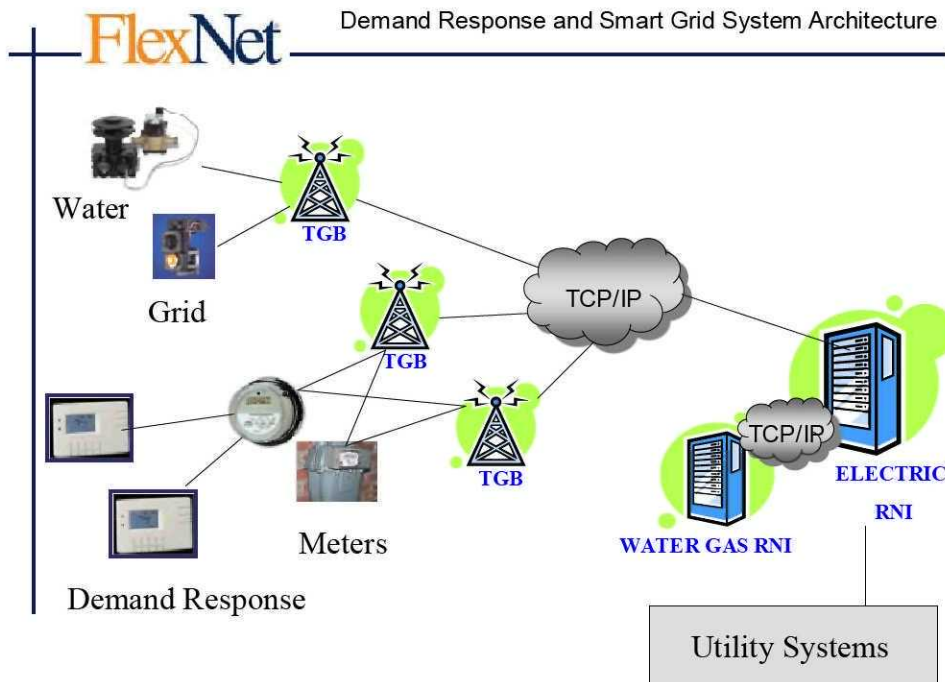 FlexNet
Demand Response and Smart Grid System Architecture
Water
TGB
Grid
TCP/IP
TGB
TGB
Meters
Demand Response
TCP/IP
ELECTRIC
RNI
WATER GAS RNI
Utility Systems